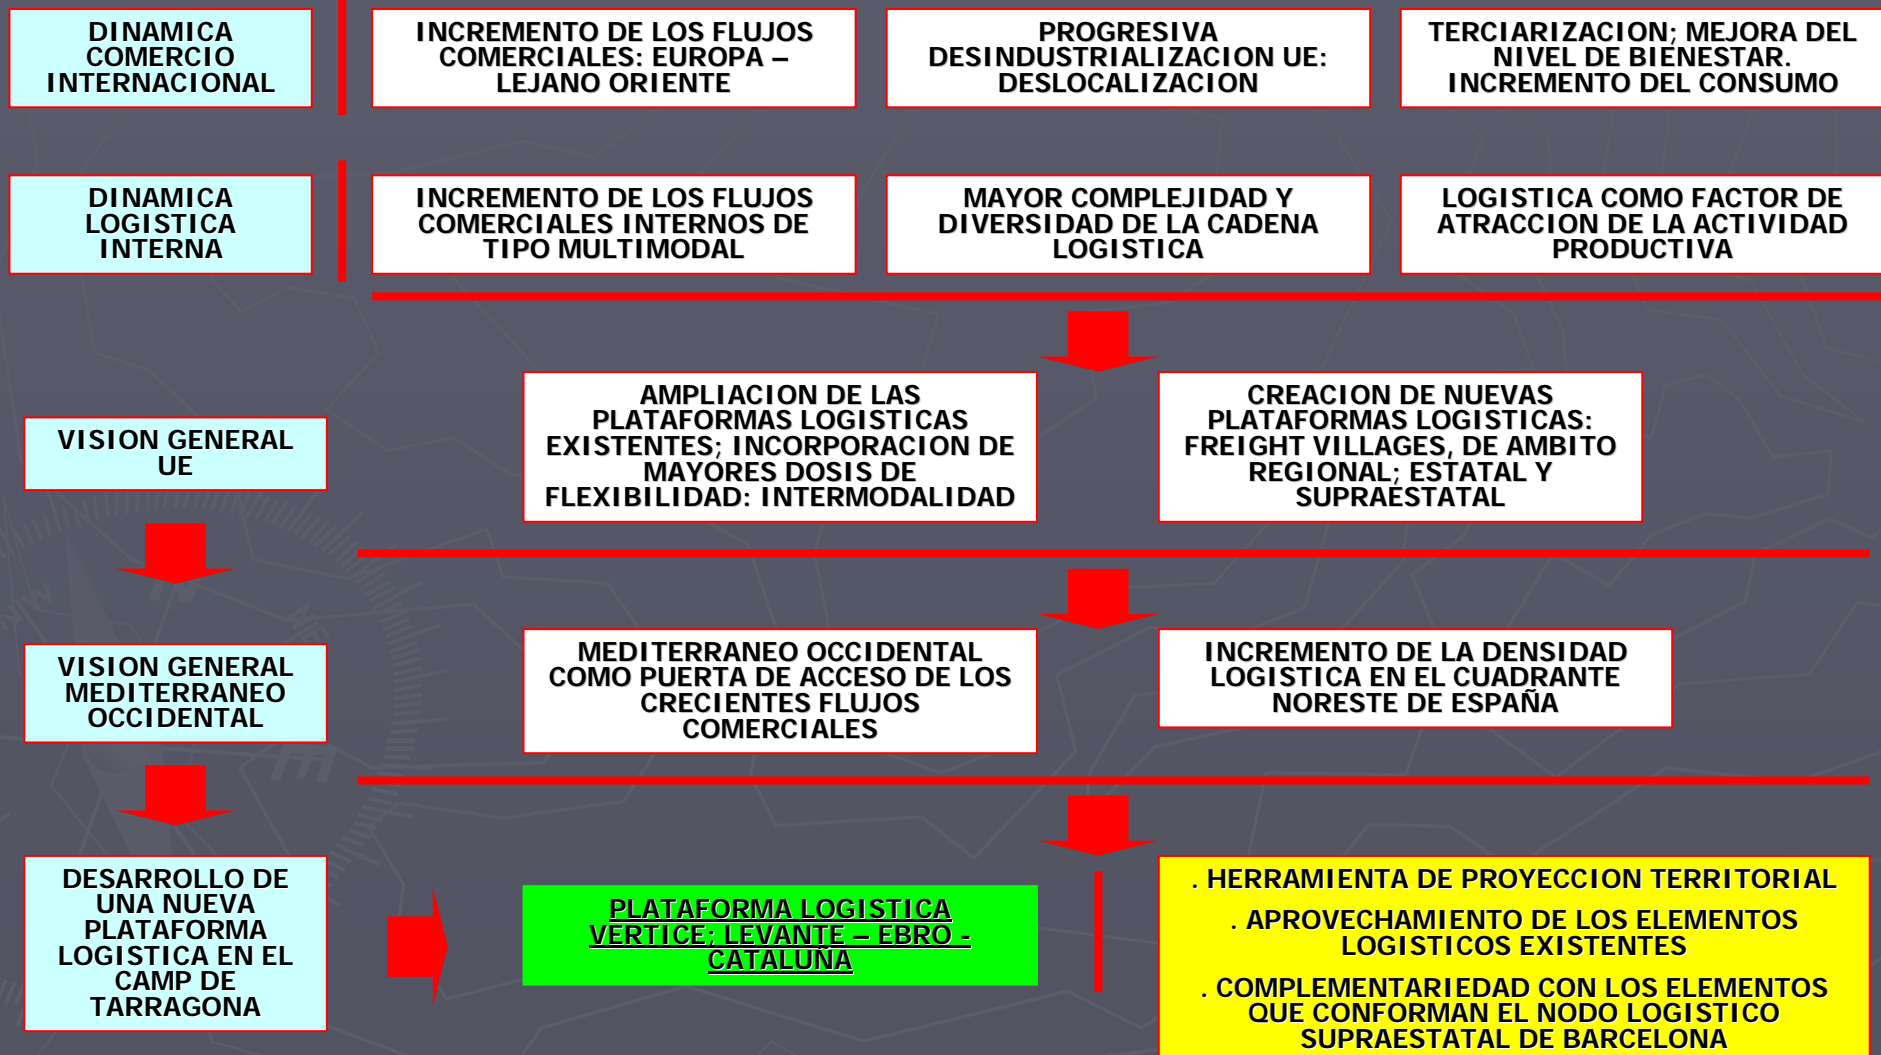 DINAMICA
COMERCIO
INTERNACIONAL
INCREMENTO DE LOS FLUJOS
COMERCIALES: EUROPA –
LEJANO ORIENTE
PROGRESIVA
DESINDUSTRIALIZACION UE:
DESLOCALIZACION
TERCIARIZACION; MEJORA DEL
NIVEL DE BIENESTAR.
INCREMENTO DEL CONSUMO
DINAMICA
LOGISTICA
INTERNA
INCREMENTO DE LOS FLUJOS
COMERCIALES INTERNOS DE
TIPO MULTIMODAL
MAYOR COMPLEJIDAD Y
DIVERSIDAD DE LA CADENA
LOGISTICA
LOGISTICA COMO FACTOR DE
ATRACCION DE LA ACTIVIDAD
PRODUCTIVA
VISION GENERAL
UE
AMPLIACION DE LAS
PLATAFORMAS LOGISTICAS
EXISTENTES; INCORPORACION DE
MAYORES DOSIS DE
FLEXIBILIDAD: INTERMODALIDAD
CREACION DE NUEVAS
PLATAFORMAS LOGISTICAS:
FREIGHT VILLAGES, DE AMBITO
REGIONAL; ESTATAL Y
SUPRAESTATAL
VISION GENERAL
MEDITERRANEO
OCCIDENTAL
MEDITERRANEO OCCIDENTAL
COMO PUERTA DE ACCESO DE LOS
CRECIENTES FLUJOS
COMERCIALES
INCREMENTO DE LA DENSIDAD
LOGISTICA EN EL CUADRANTE
NORESTE DE ESPAÑA
DESARROLLO DE
UNA NUEVA
PLATAFORMA
LOGISTICA EN EL
CAMP DE
TARRAGONA
PLATAFORMA LOGISTICA
VERTICE; LEVANTE – EBRO -
CATALUÑA
. HERRAMIENTA DE PROYECCION TERRITORIAL
. APROVECHAMIENTO DE LOS ELEMENTOS
LOGISTICOS EXISTENTES
. COMPLEMENTARIEDAD CON LOS ELEMENTOS
QUE CONFORMAN EL NODO LOGISTICO
SUPRAESTATAL DE BARCELONA
NW
N
NE
E